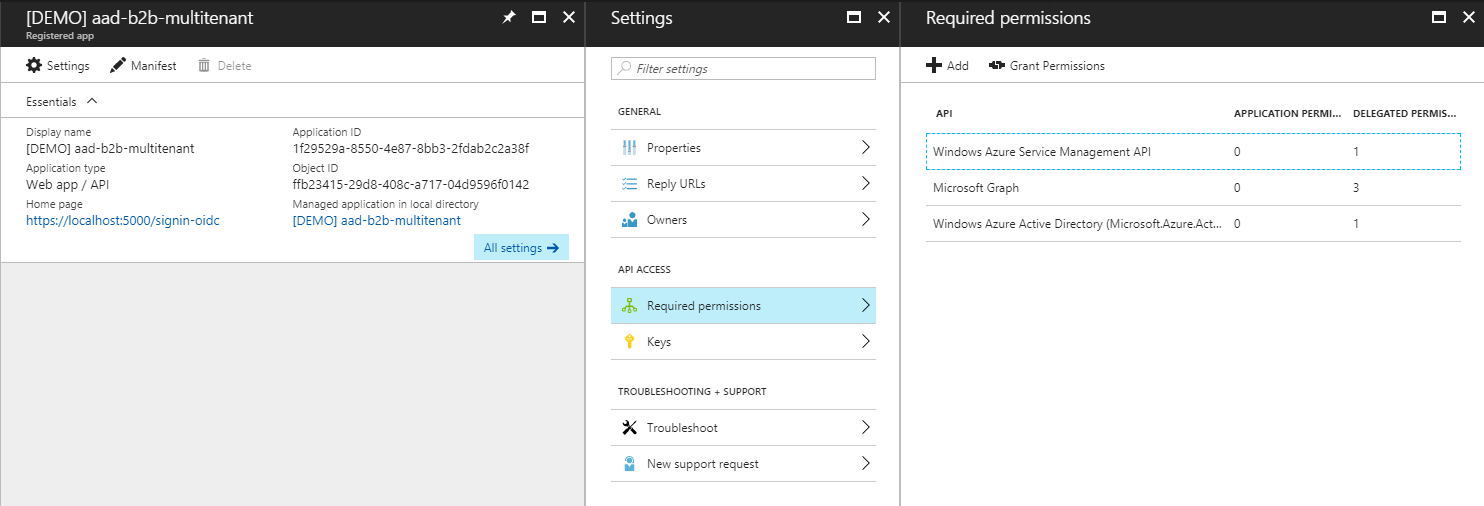 [DEMO] aad-b2b-multitenant
Registered app
Settings
Manifest
Delete
Essentials
Display name
[DEMO] aad-b2b-multitenant
Application type
Web app / API
Home page
https://localhost:5000/signin-oidc
Application ID
1f29529a-8550-4e87-8bb3-2fdab2c2a38f
Object ID
ffb23415-29d8-408c-a717-04d9596f0142
Managed application in local directory
[DEMO] aad-b2b-multitenant
All settings
Settings
Filter settings
GENERAL
Properties
Reply URLs
Owners
API ACCESS
Required permissions
Keys
TROUBLESHOOTING + SUPPORT
Troubleshoot
New support request
Required permissions
Add
Grant Permissions
API APPLICATION PERMI... DELEGATED PERMIS...
Windows Azure Service Management API 0 1
Microsoft Graph 0 3
Windows Azure Active Directory (Microsoft.Azure.Act... 0 1